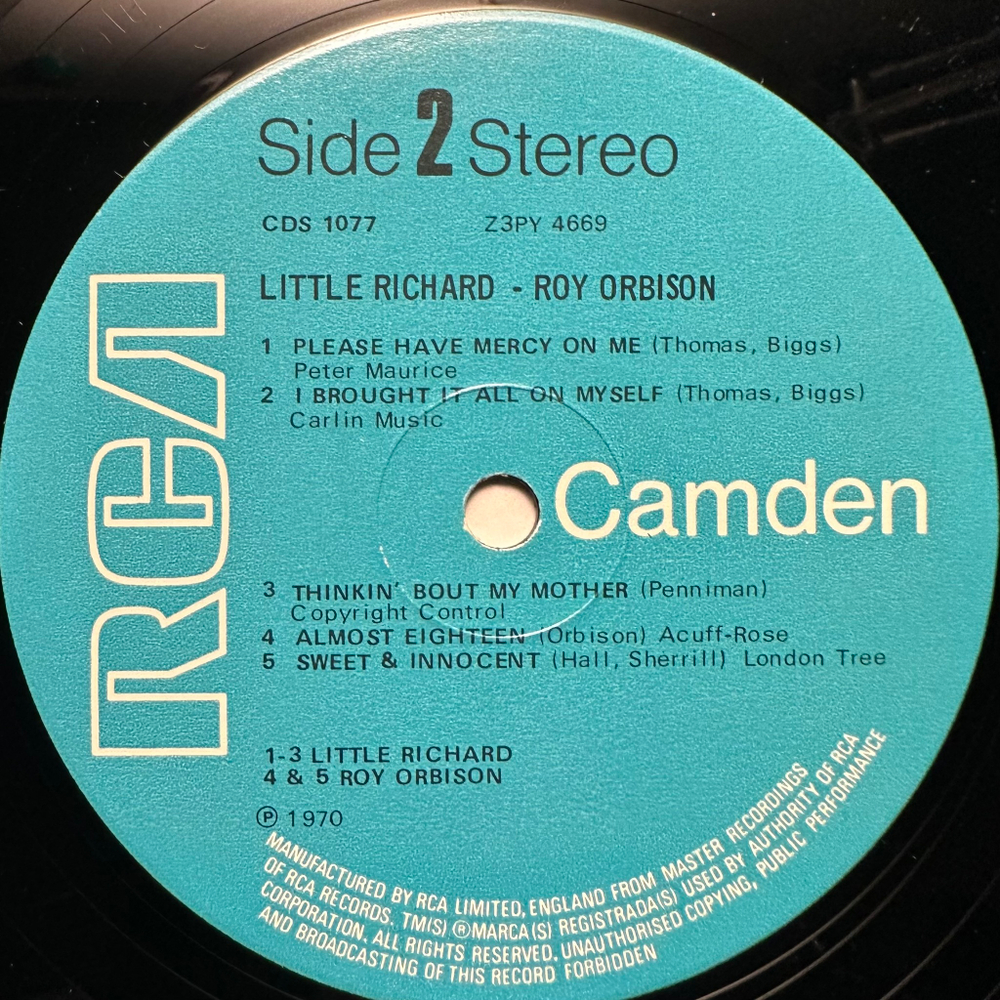 Side 2 Stereo
CDS 1077 Z3PY 4669
LITTLE RICHARD - ROY ORBISON
1 PLEASE HAVE MERCY ON ME (Thomas, Biggs)
Peter Maurice
2 I BROUGHT IT ALL ON MYSELF (Thomas, Biggs)
Carlin Music
RCA
Camden
3 THINKIN' BOUT MY MOTHER (Penniman)
Copyright Control
4 ALMOST EIGHTEEN (Orbison) Acuff-Rose
5 SWEET & INNOCENT (Hall, Sherrill) London Tree
1-3 LITTLE RICHARD
4 & 5 ROY ORBISON
℗ 1970
MANUFACTURED BY RCA LIMITED, ENGLAND FROM MASTER RECORDINGS
OF RCA RECORDS, TM(S) ®MARCA(S) REGISTRADA(S) USED BY AUTHORITY OF RCA
CORPORATION, ALL RIGHTS RESERVED. UNAUTHORISED COPYING, PUBLIC PERFORMANCE
AND BROADCASTING OF THIS RECORD FORBIDDEN